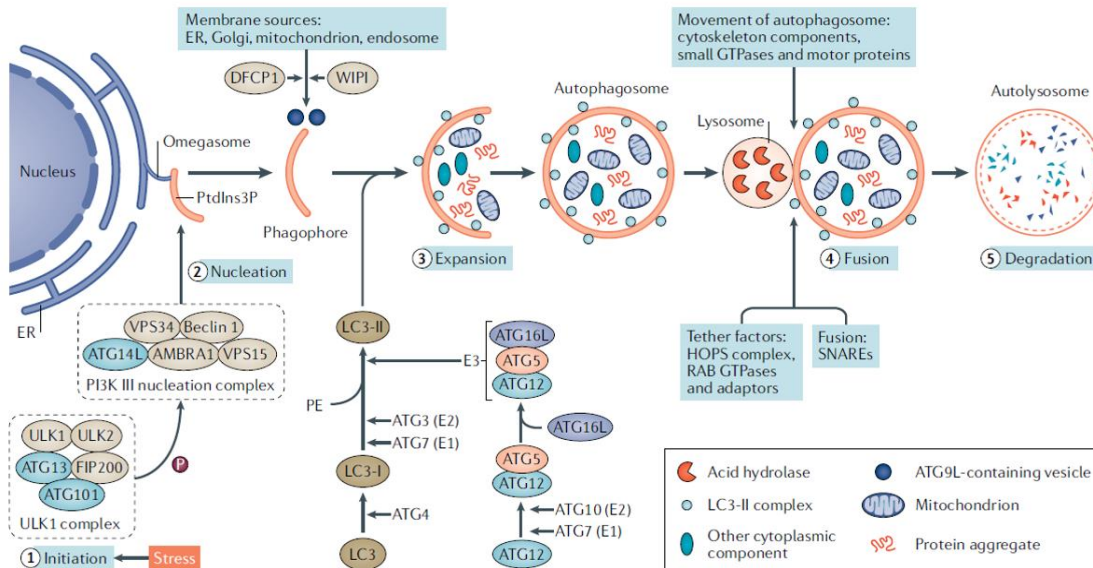 Membrane sources:
ER, Golgi, mitochondrion, endosome
DFCP1
WIPI
Movement of autophagosome:
cytoskeleton components,
small GTPases and motor proteins
Autophagosome
Lysosome
Autolysosome
Nucleus
Omegasome
PtdIns3P
Phagophore
ER
2 Nucleation
3 Expansion
4 Fusion
5 Degradation
VPS34
Beclin 1
ATG14L
AMBRA1
VPS15
PI3K III nucleation complex
ULK1
ULK2
ATG13
FIP200
ATG101
ULK1 complex
P
1 Initiation
Stress
LC3-II
PE
ATG3 (E2)
ATG7 (E1)
LC3-I
ATG4
LC3
E3
ATG16L
ATG5
ATG12
ATG16L
ATG5
ATG12
ATG10 (E2)
ATG7 (E1)
ATG12
Tether factors:
HOPS complex,
RAB GTPases
and adaptors
Fusion:
SNAREs
Acid hydrolase
LC3-II complex
Other cytoplasmic
component
ATG9L-containing vesicle
Mitochondrion
Protein aggregate